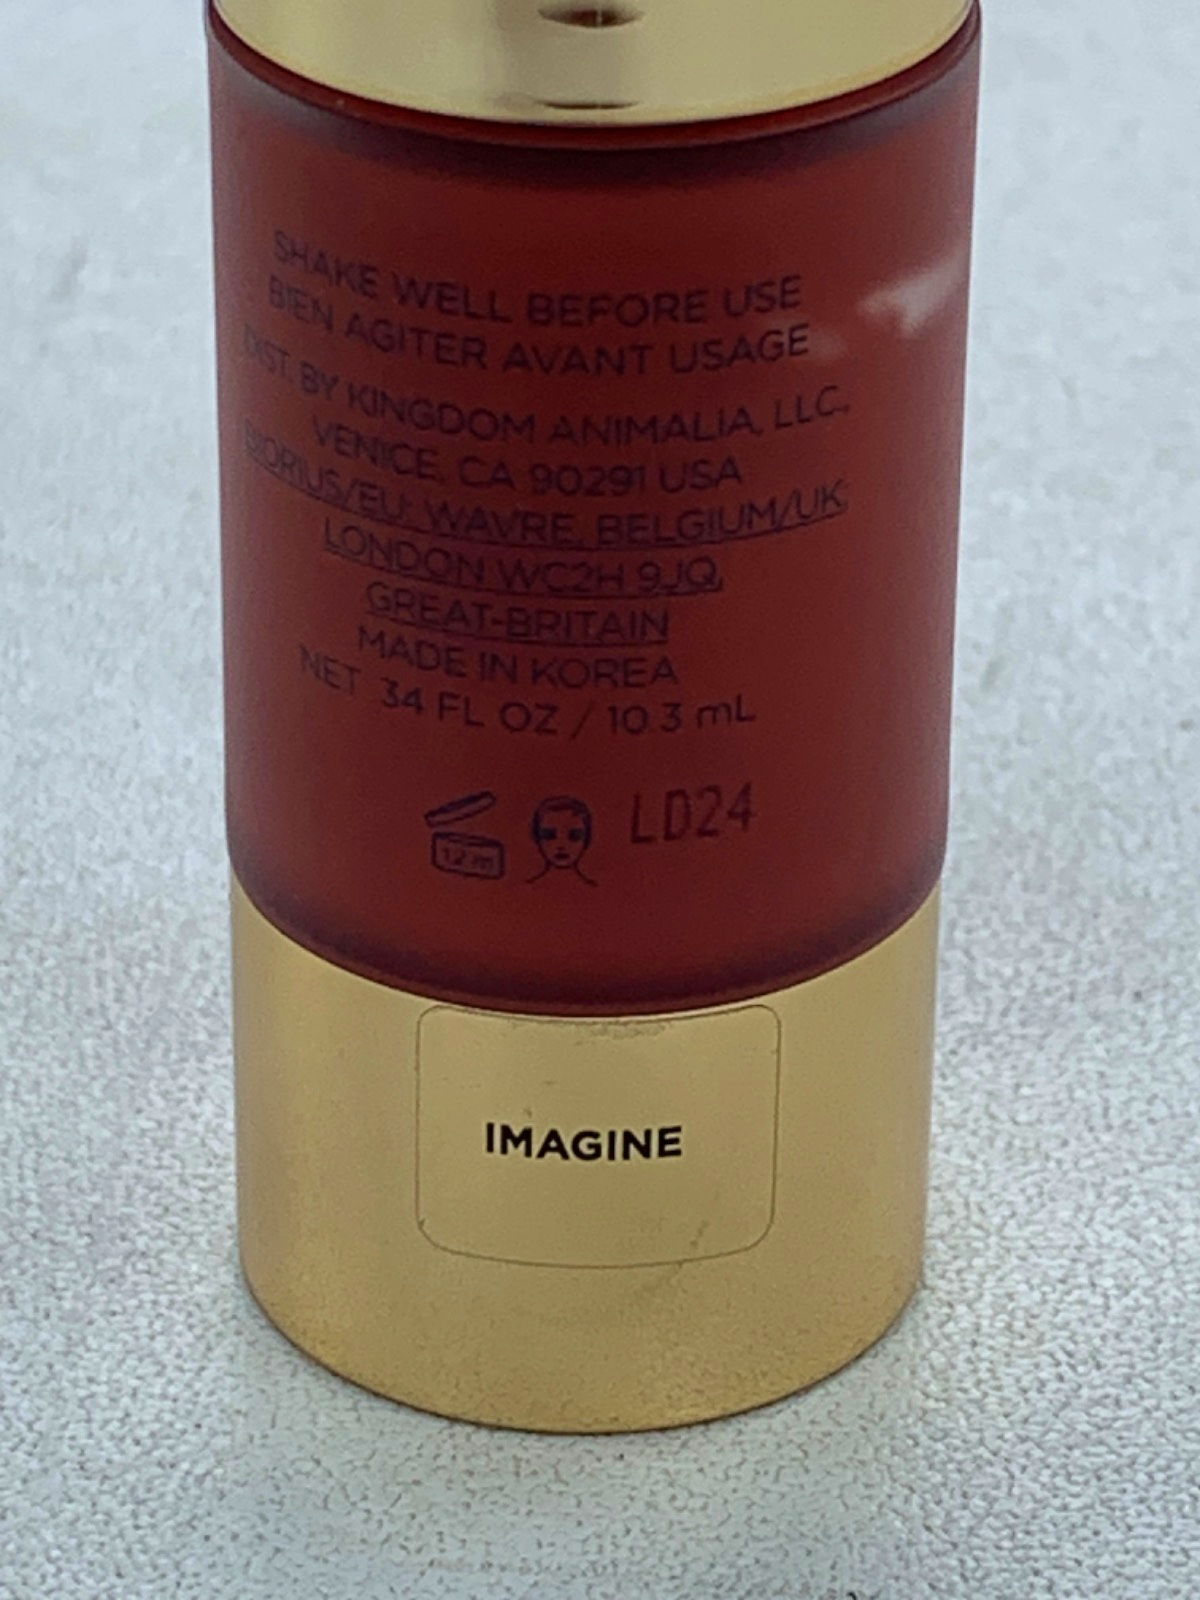 SHAKE WELL BEFORE USE
BIEN AGITER AVANT USAGE
DIST. BY KINGDOM ANIMALIA, LLC,
VENICE, CA 90291 USA
BIORIUS/EU: WAVRE, BELGIUM/UK:
LONDON WC2H 9JQ,
GREAT-BRITAIN
MADE IN KOREA
NET .34 FL OZ / 10.3 mL
12 m
LD24
IMAGINE